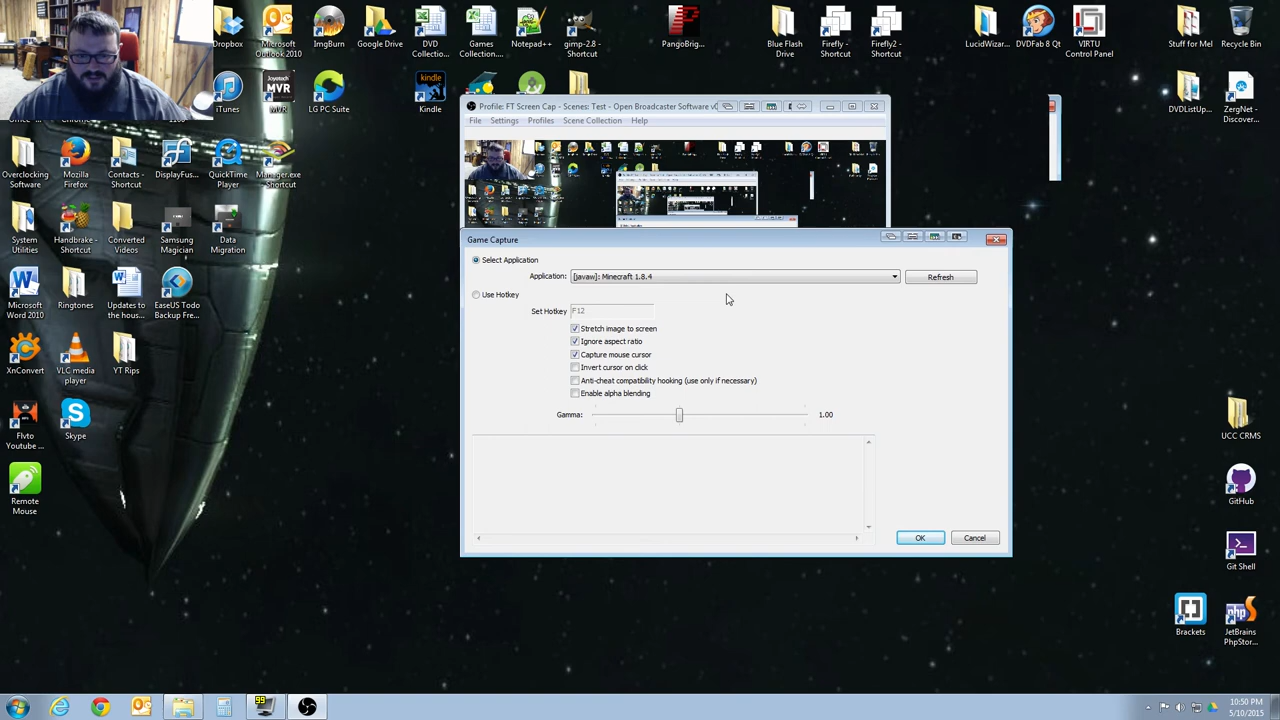 Dropbox
Microsoft Outlook 2010
ImgBurn
Google Drive
DVD Collection...
Games Collection...
Notepad++
gimp-2.8 - Shortcut
PangoBrig...
Blue Flash Drive
Firefly - Shortcut
Firefly2 - Shortcut
LucidWizar...
DVDFab 8 Qt
VIRTU Control Panel
Stuff for Mel
Recycle Bin
iTunes
Joyetech
MVR
MVR
LG PC Suite
kindle
Kindle
DVDListUp...
ZergNet - Discover...
Profile: FT Screen Cap - Scenes: Test - Open Broadcaster Software v0
File Settings Profiles Scene Collection Help
Overclocking Software
Mozilla Firefox
Contacts - Shortcut
DisplayFus...
QuickTime Player
Manager.exe - Shortcut
System Utilities
Handbrake - Shortcut
Converted Videos
Samsung Magician
Data Migration
Microsoft Word 2010
Ringtones
Updates to the hous...
EaseUS Todo Backup Free...
XnConvert
VLC media player
YT Rips
Flvto Youtube ...
Skype
Remote Mouse
Game Capture
Select Application
Application: [javaw]: Minecraft 1.8.4
Refresh
Use Hotkey
Set Hotkey F12
Stretch image to screen
Ignore aspect ratio
Capture mouse cursor
Invert cursor on click
Anti-cheat compatibility hooking (use only if necessary)
Enable alpha blending
Gamma: 1.00
OK Cancel
UCC CRMS
GitHub
Git Shell
Brackets
JetBrains PhpStor...
99
10:50 PM
5/10/2015